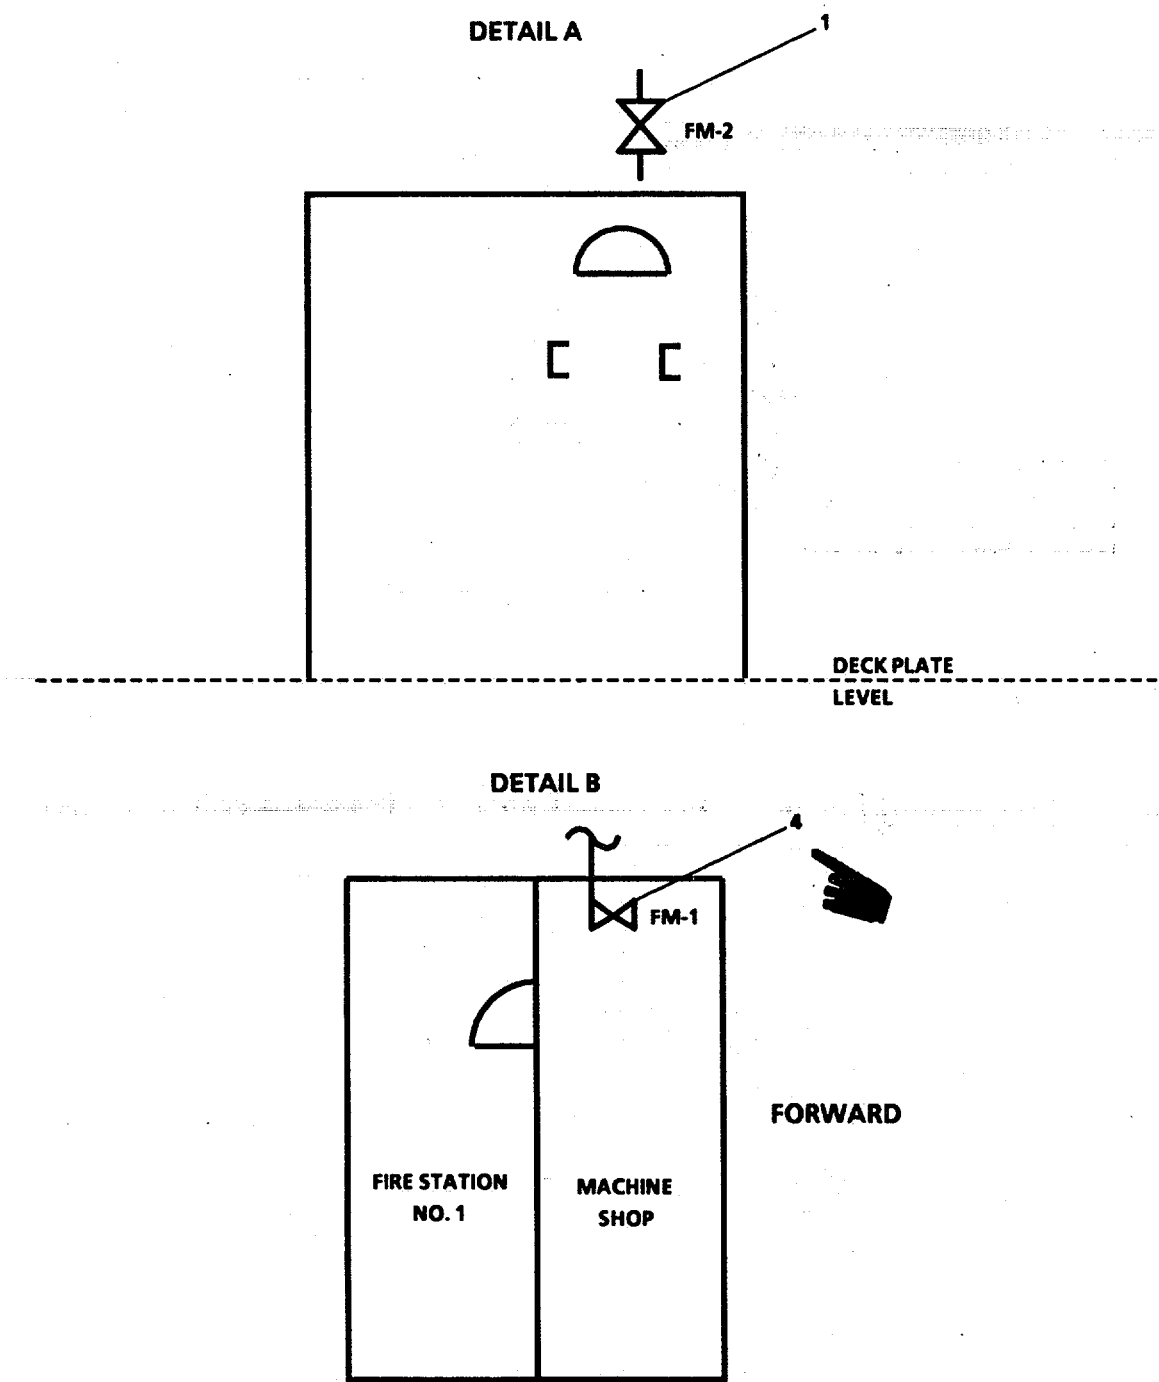 DETAIL A
1
FM-2
DECK PLATE
LEVEL
DETAIL B
4
FM-1
FORWARD
FIRE STATION
NO. 1
MACHINE
SHOP